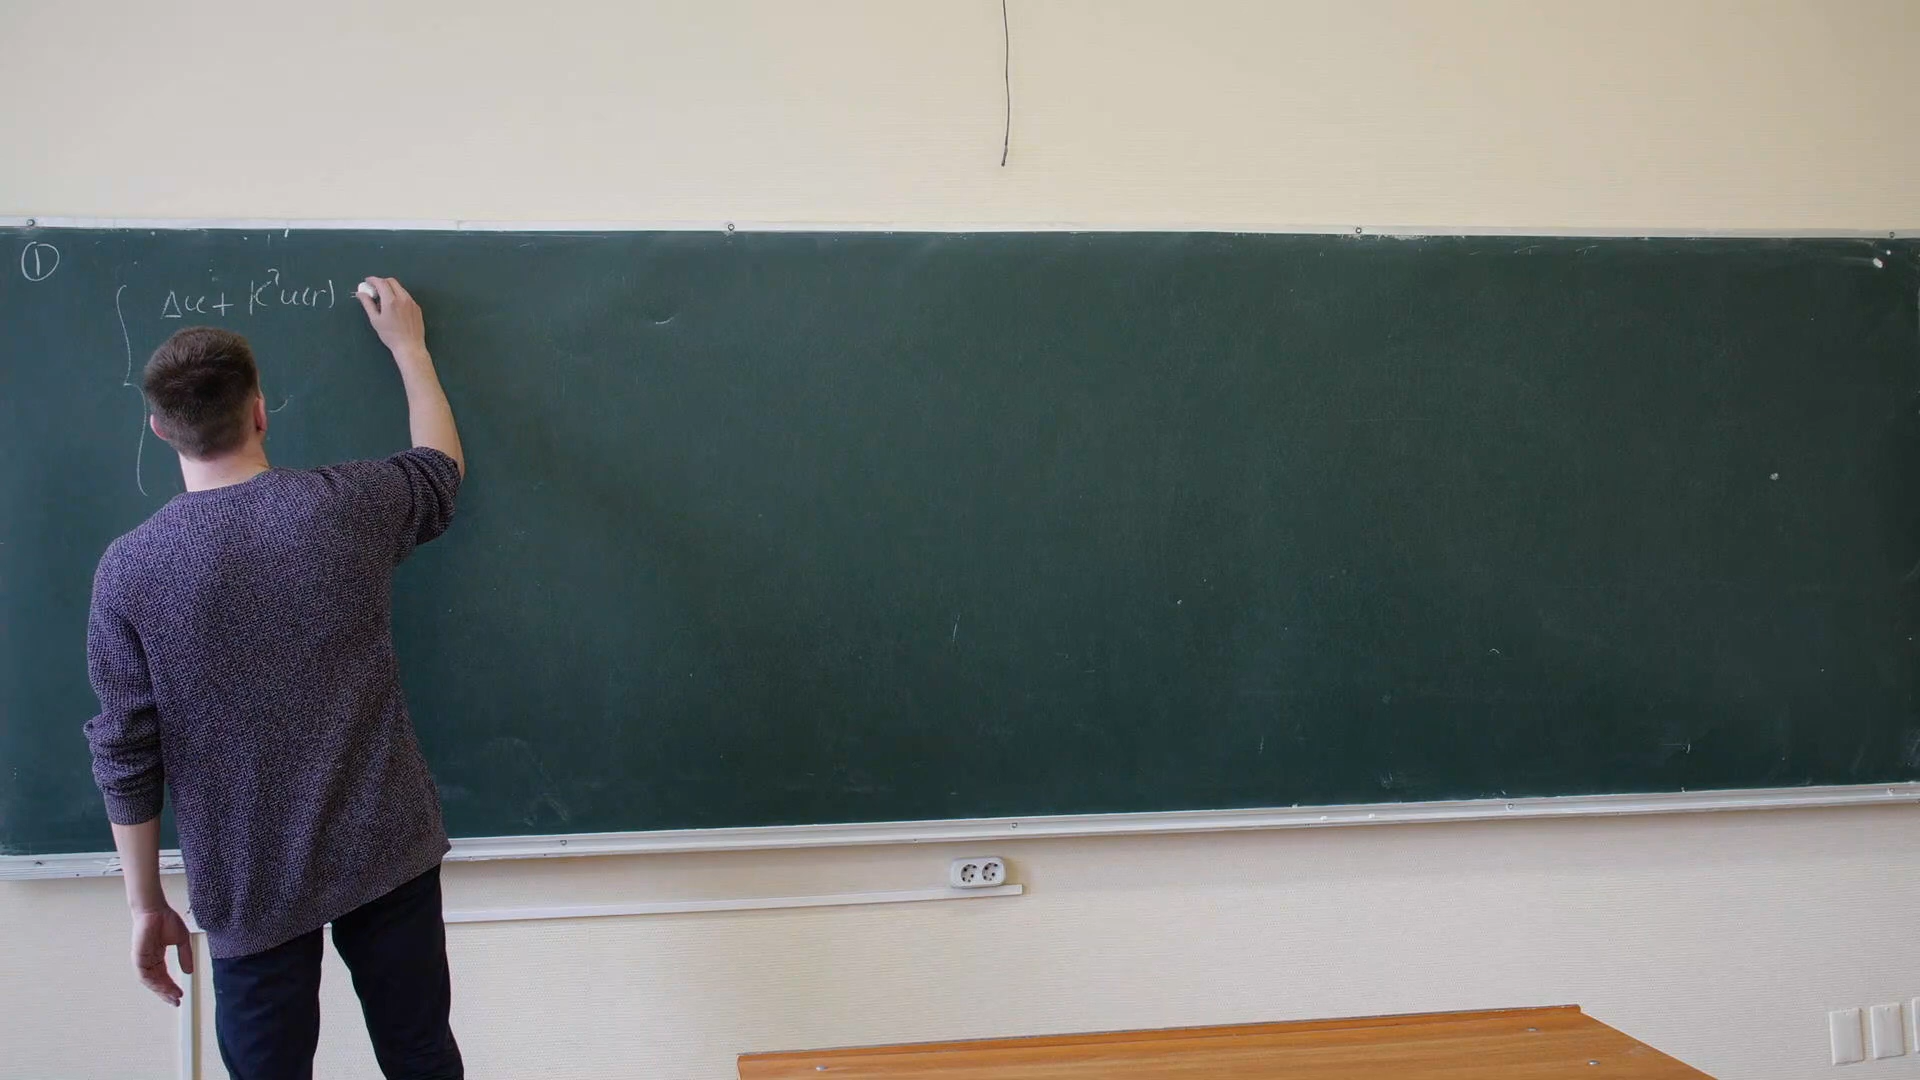 ①
Δu + k²u(r) =